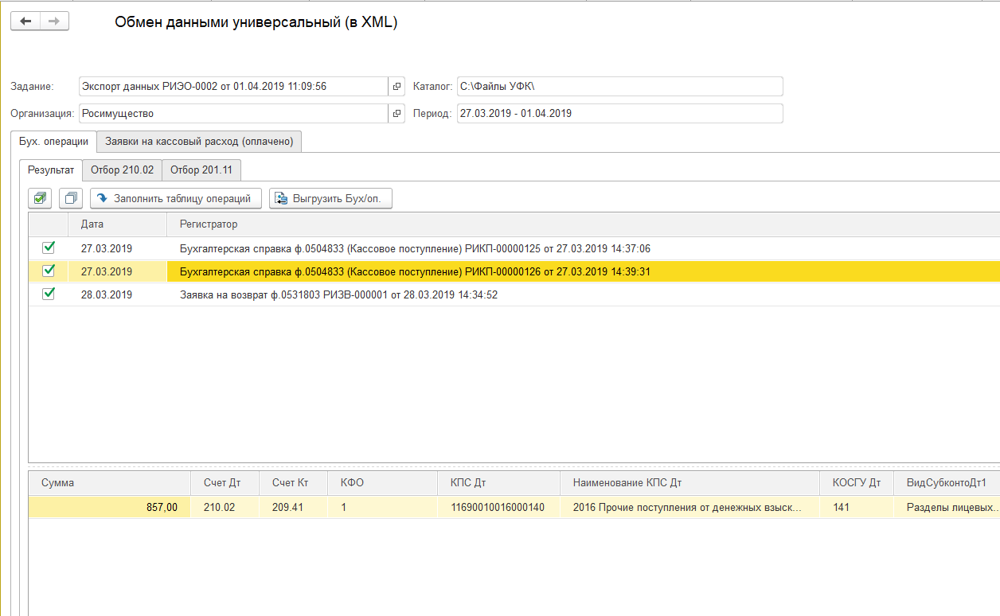 Обмен данными универсальный (в XML)
Задание: Экспорт данных РИЭО-0002 от 01.04.2019 11:09:56 Каталог: C:\Файлы УФК\
Организация: Росимущество Период: 27.03.2019 - 01.04.2019
Бух. операции Заявки на кассовый расход (оплачено)
Результат Отбор 210.02 Отбор 201.11
Заполнить таблицу операций Выгрузить Бух/оп.
Дата Регистратор
27.03.2019 Бухгалтерская справка ф.0504833 (Кассовое поступление) РИКП-00000125 от 27.03.2019 14:37:06
27.03.2019 Бухгалтерская справка ф.0504833 (Кассовое поступление) РИКП-00000126 от 27.03.2019 14:39:31
28.03.2019 Заявка на возврат ф.0531803 РИЗВ-000001 от 28.03.2019 14:34:52
Сумма Счет Дт Счет Кт КФО КПС Дт Наименование КПС Дт КОСГУ Дт ВидСубконтоДт1
857,00 210.02 209.41 1 11690010016000140 2016 Прочие поступления от денежных взыск... 141 Разделы лицевых...